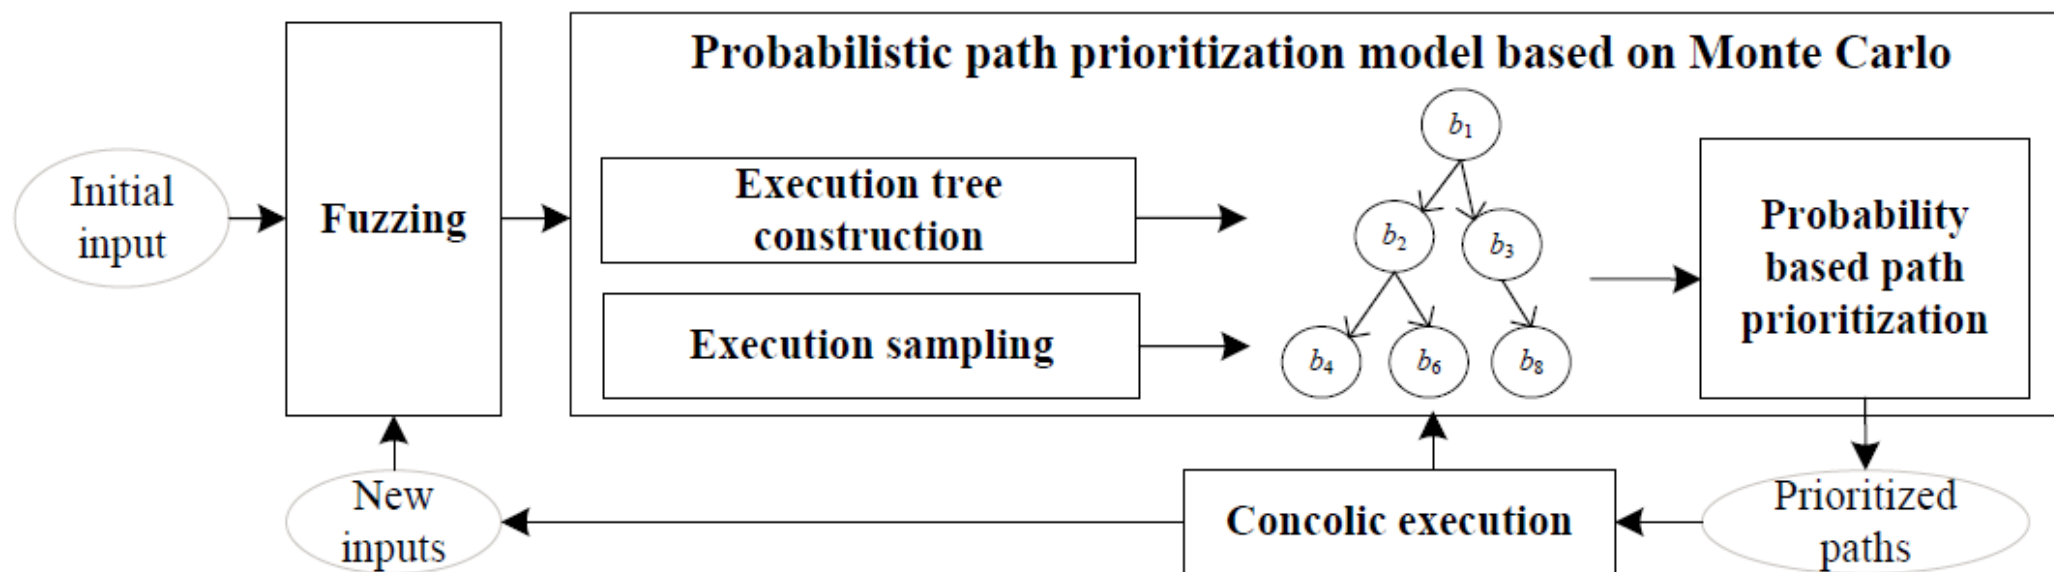 Probabilistic path prioritization model based on Monte Carlo
Initial
input
Fuzzing
Execution tree
construction
Execution sampling
b1
b2
b3
b4
b6
b8
Probability
based path
prioritization
New
inputs
Concolic execution
Prioritized
paths